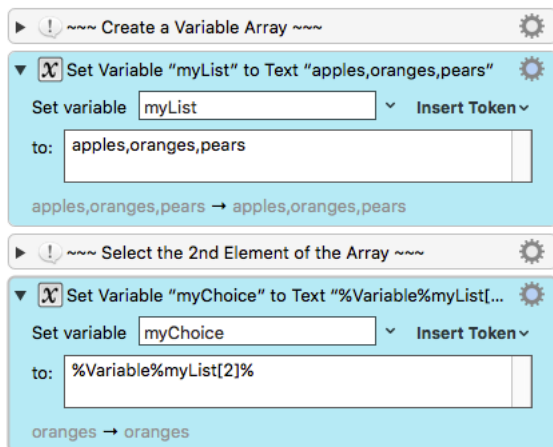 ~~~ Create a Variable Array ~~~
Set Variable “myList” to Text “apples,oranges,pears”
Set variable myList Insert Token
to: apples,oranges,pears
apples,oranges,pears → apples,oranges,pears
~~~ Select the 2nd Element of the Array ~~~
Set Variable “myChoice” to Text “%Variable%myList[...
Set variable myChoice Insert Token
to: %Variable%myList[2]%
oranges → oranges